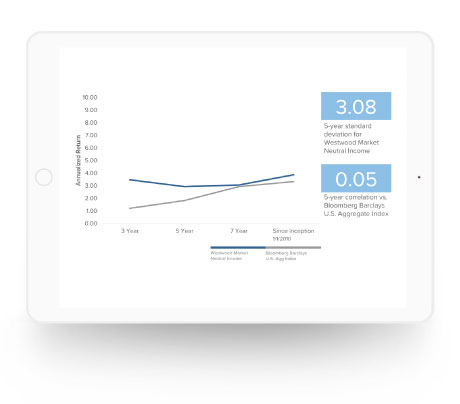 10.00
9.00
8.00
7.00
6.00
5.00
4.00
3.00
2.00
1.00
0.00
Annualized Return
3 Year
5 Year
7 Year
Since Inception
1/1/2010
Westwood Market
Neutral Income
Bloomberg Barclays
U.S. Agg Index
3.08
5-year standard
deviation for
Westwood Market
Neutral Income
0.05
5-year correlation vs.
Bloomberg Barclays
U.S. Aggregate Index